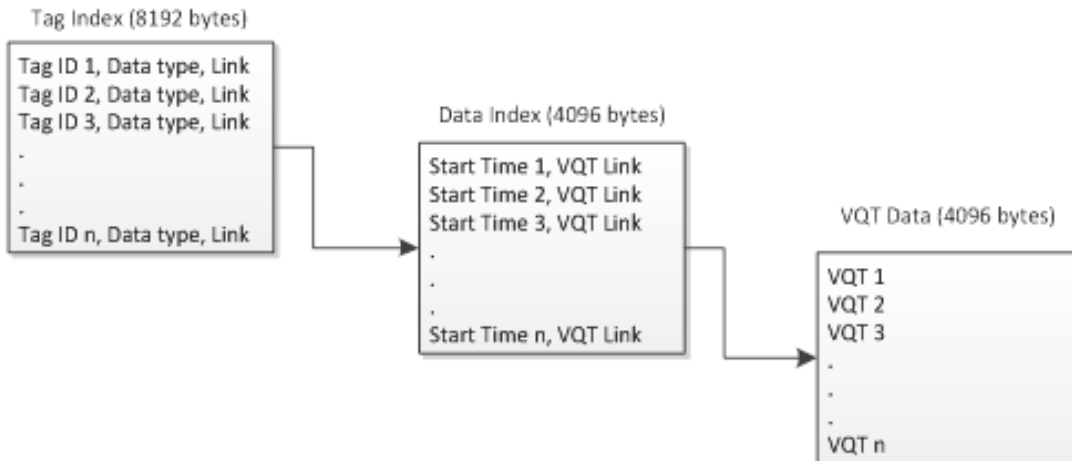 Tag Index (8192 bytes)
Tag ID 1, Data type, Link
Tag ID 2, Data type, Link
Tag ID 3, Data type, Link
.
.
.
Tag ID n, Data type, Link
Data Index (4096 bytes)
Start Time 1, VQT Link
Start Time 2, VQT Link
Start Time 3, VQT Link
.
.
.
Start Time n, VQT Link
VQT Data (4096 bytes)
VQT 1
VQT 2
VQT 3
.
.
.
VQT n